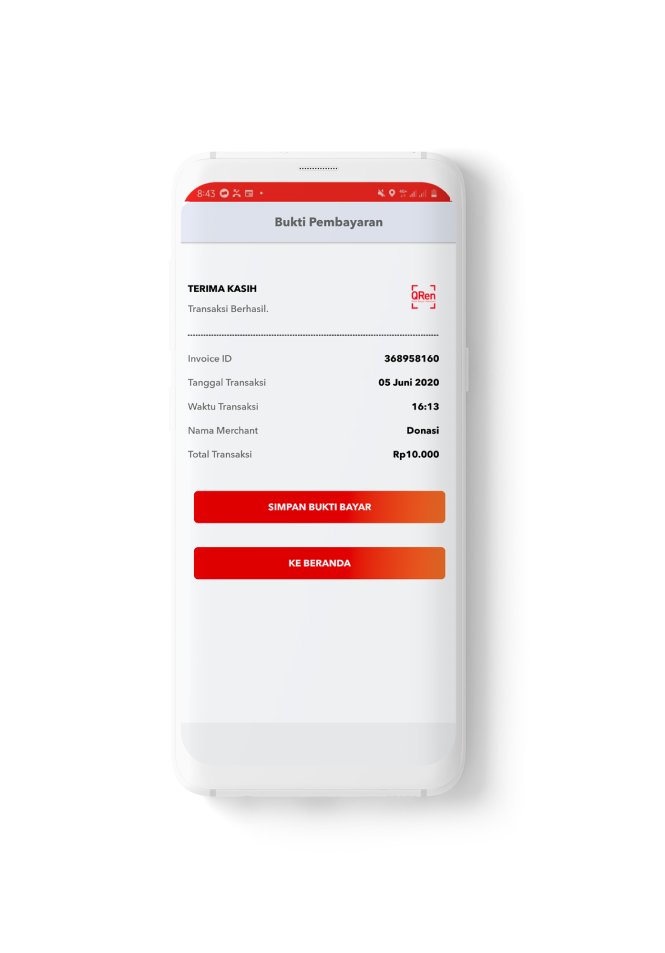 8:43
Bukti Pembayaran
TERIMA KASIH
QRen
Transaksi Berhasil.
Invoice ID 368958160
Tanggal Transaksi 05 Juni 2020
Waktu Transaksi 16:13
Nama Merchant Donasi
Total Transaksi Rp10.000
SIMPAN BUKTI BAYAR
KE BERANDA